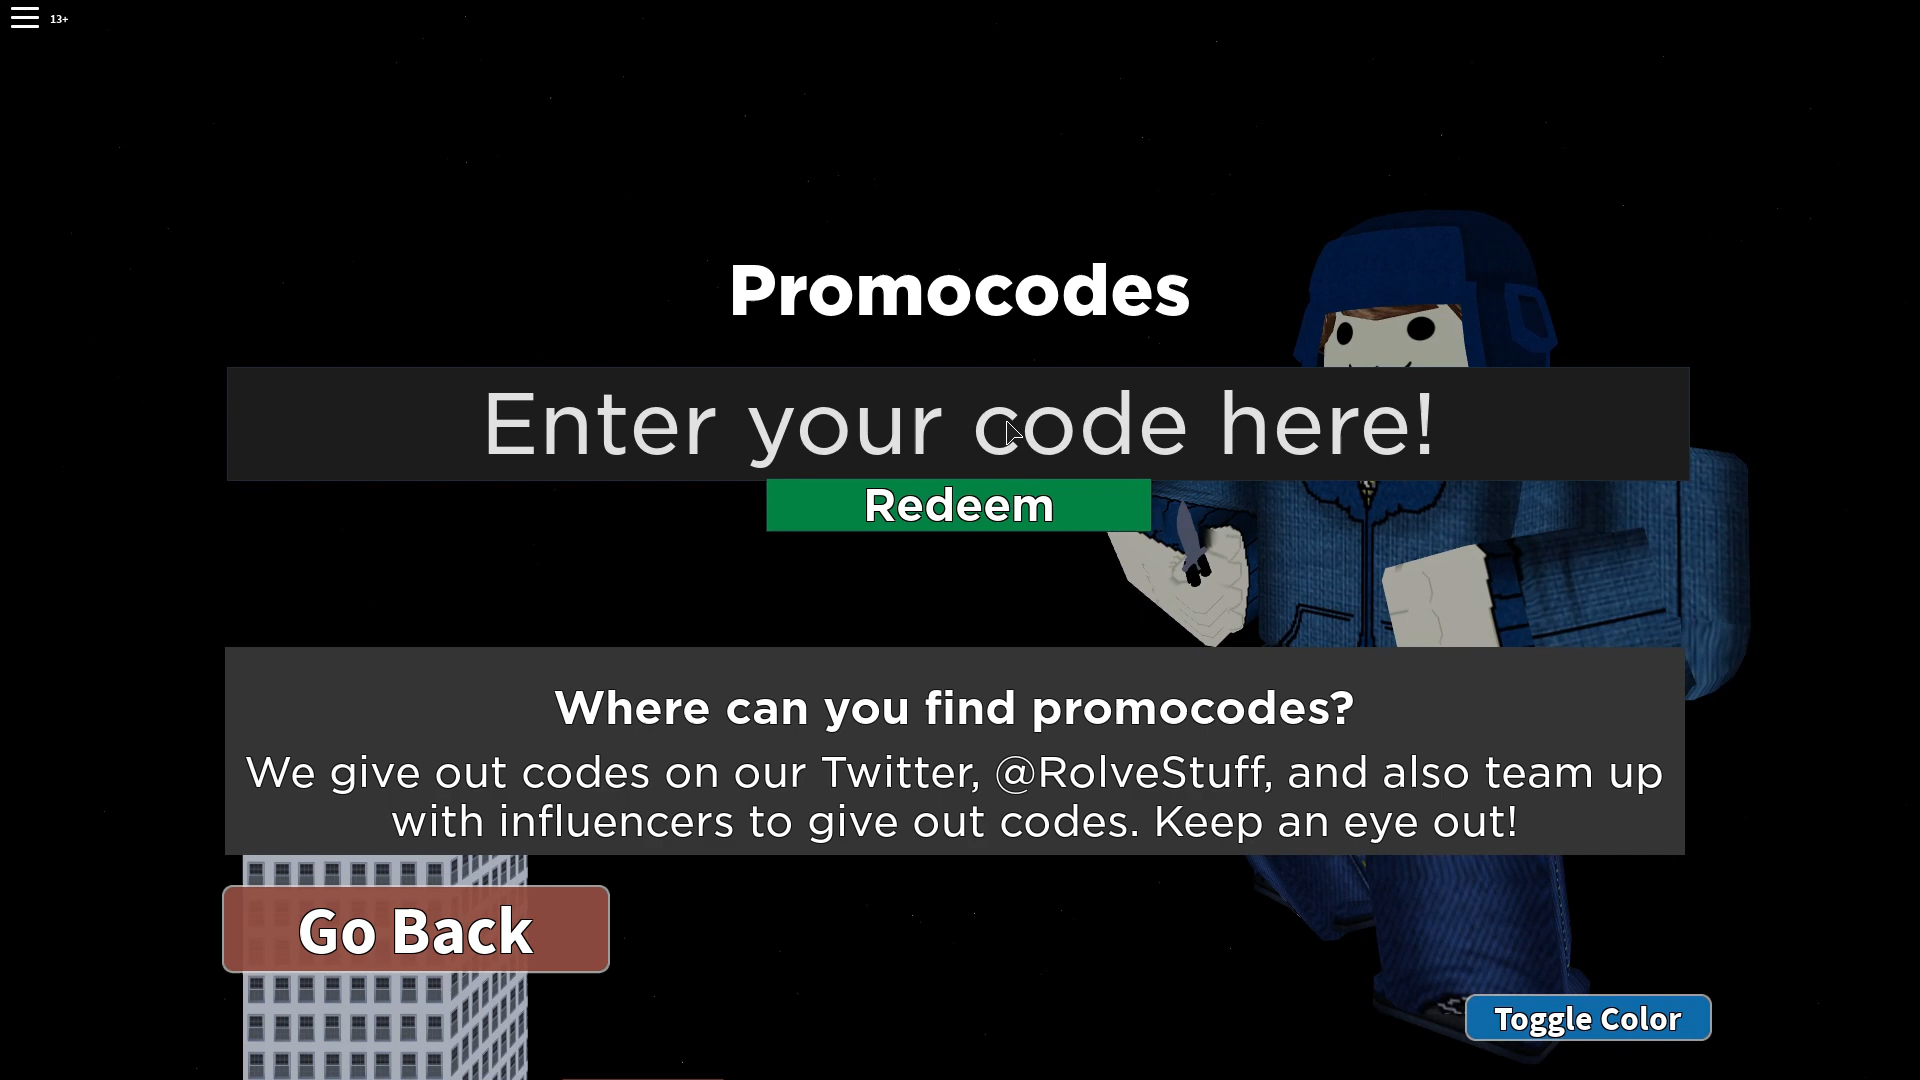 13+
Promocodes
Enter your code here!
Redeem
Where can you find promocodes?
We give out codes on our Twitter, @RolveStuff, and also team up
with influencers to give out codes. Keep an eye out!
Go Back
Toggle Color